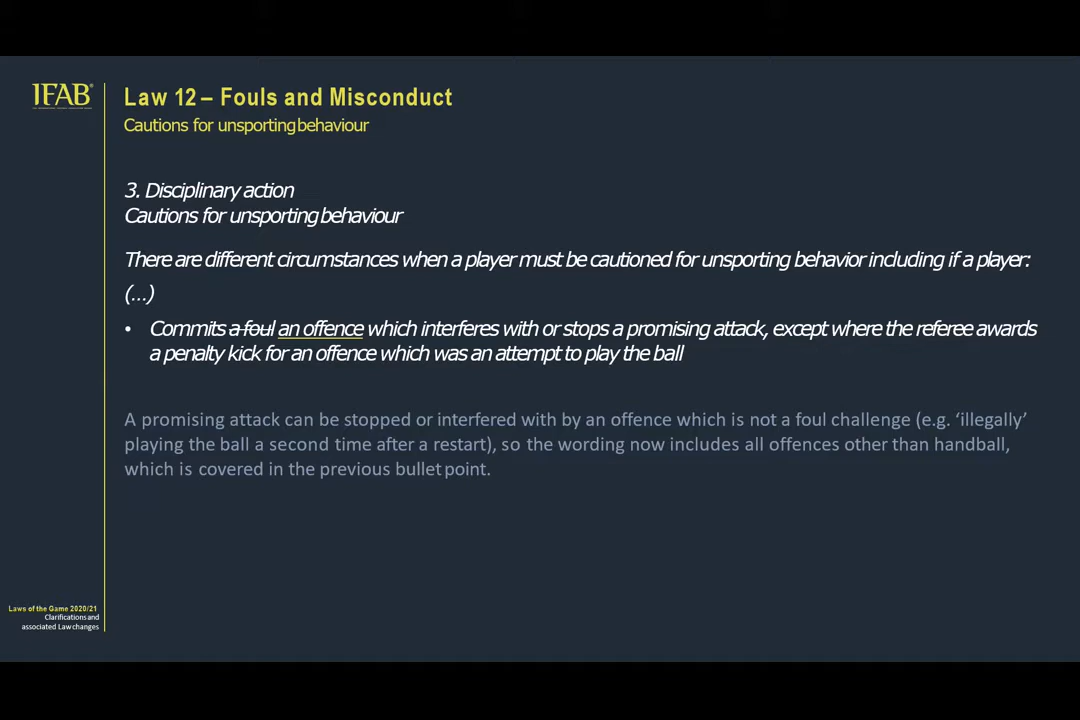 IFAB
Law 12 – Fouls and Misconduct
Cautions for unsporting behaviour
3. Disciplinary action
Cautions for unsporting behaviour
There are different circumstances when a player must be cautioned for unsporting behavior including if a player:
(...)
• Commits a foul an offence which interferes with or stops a promising attack, except where the referee awards
a penalty kick for an offence which was an attempt to play the ball
A promising attack can be stopped or interfered with by an offence which is not a foul challenge (e.g. ‘illegally’
playing the ball a second time after a restart), so the wording now includes all offences other than handball,
which is covered in the previous bullet point.
Laws of the Game 2020/21
Clarifications and
associated Law changes